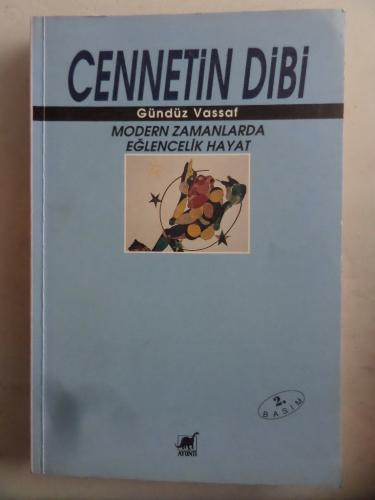 CENNETİN DİBİ
Gündüz Vassaf
MODERN ZAMANLARDA
EĞLENCELİK HAYAT
2.
BASIM
AYRINTI